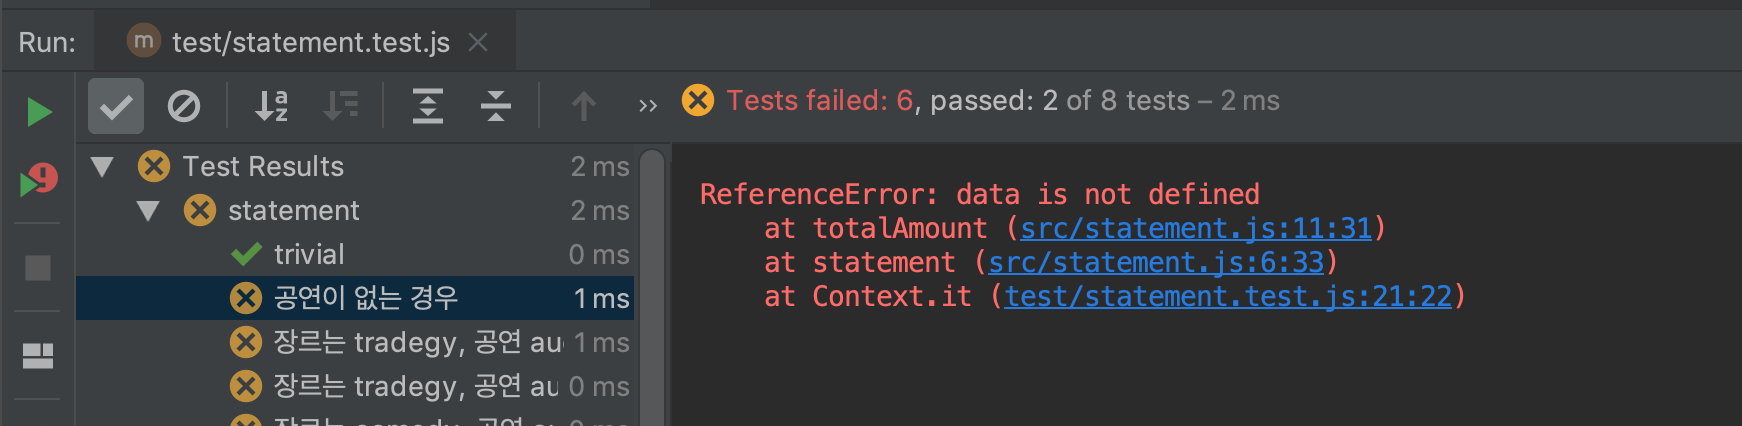 Run:
m test/statement.test.js
Tests failed: 6, passed: 2 of 8 tests – 2 ms
Test Results 2 ms
statement 2 ms
trivial 0 ms
공연이 없는 경우 1 ms
장르는 tradegy, 공연 1 ms
장르는 tradegy, 공연 0 ms
ReferenceError: data is not defined
at totalAmount (src/statement.js:11:31)
at statement (src/statement.js:6:33)
at Context.it (test/statement.test.js:21:22)